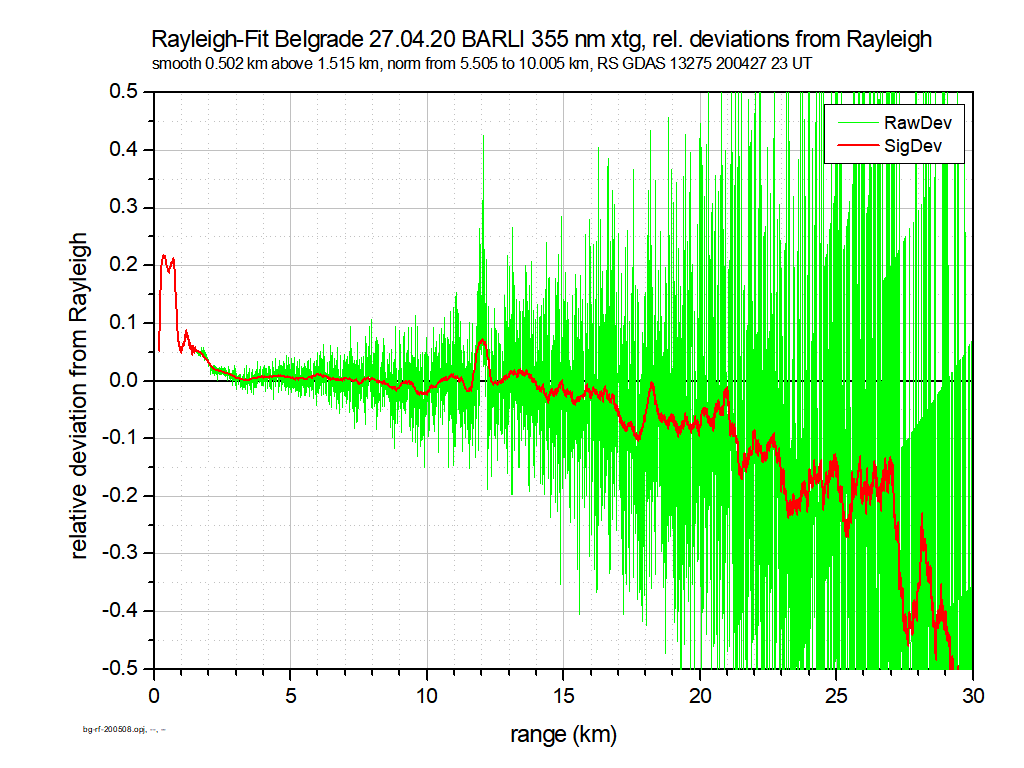 Rayleigh-Fit Belgrade 27.04.20 BARLI 355 nm xtg, rel. deviations from Rayleigh
smooth 0.502 km above 1.515 km, norm from 5.505 to 10.005 km, RS GDAS 13275 200427 23 UT
RawDev
SigDev
relative deviation from Rayleigh
0.5
0.4
0.3
0.2
0.1
0.0
-0.1
-0.2
-0.3
-0.4
-0.5
0 5 10 15 20 25 30
range (km)
bg-rf-200508.opj, --, --